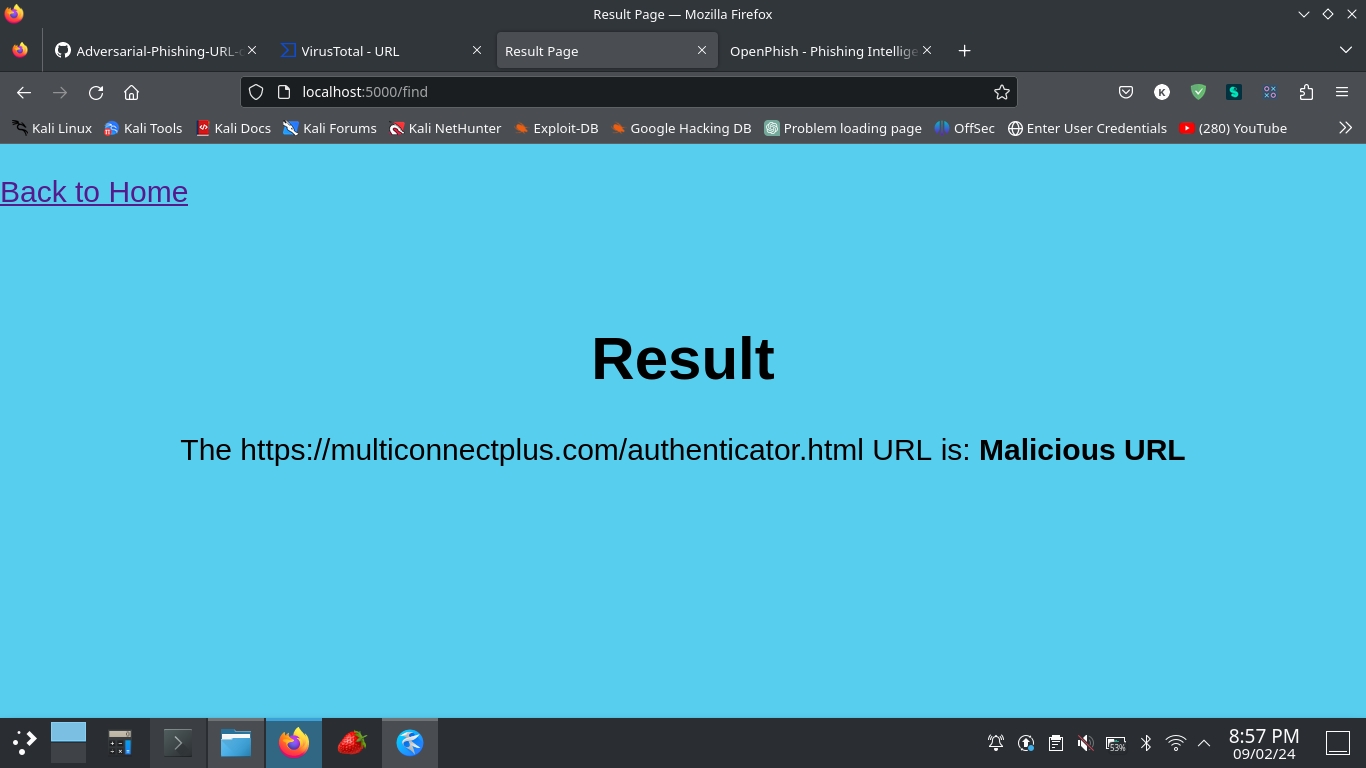 Result Page — Mozilla Firefox
Adversarial-Phishing-URL-
VirusTotal - URL
Result Page
OpenPhish - Phishing Intellige
localhost:5000/find
K
Kali Linux
Kali Tools
Kali Docs
Kali Forums
Kali NetHunter
Exploit-DB
Google Hacking DB
Problem loading page
OffSec
Enter User Credentials
(280) YouTube
Back to Home
Result
The https://multiconnectplus.com/authenticator.html URL is: Malicious URL
53%
8:57 PM
09/02/24